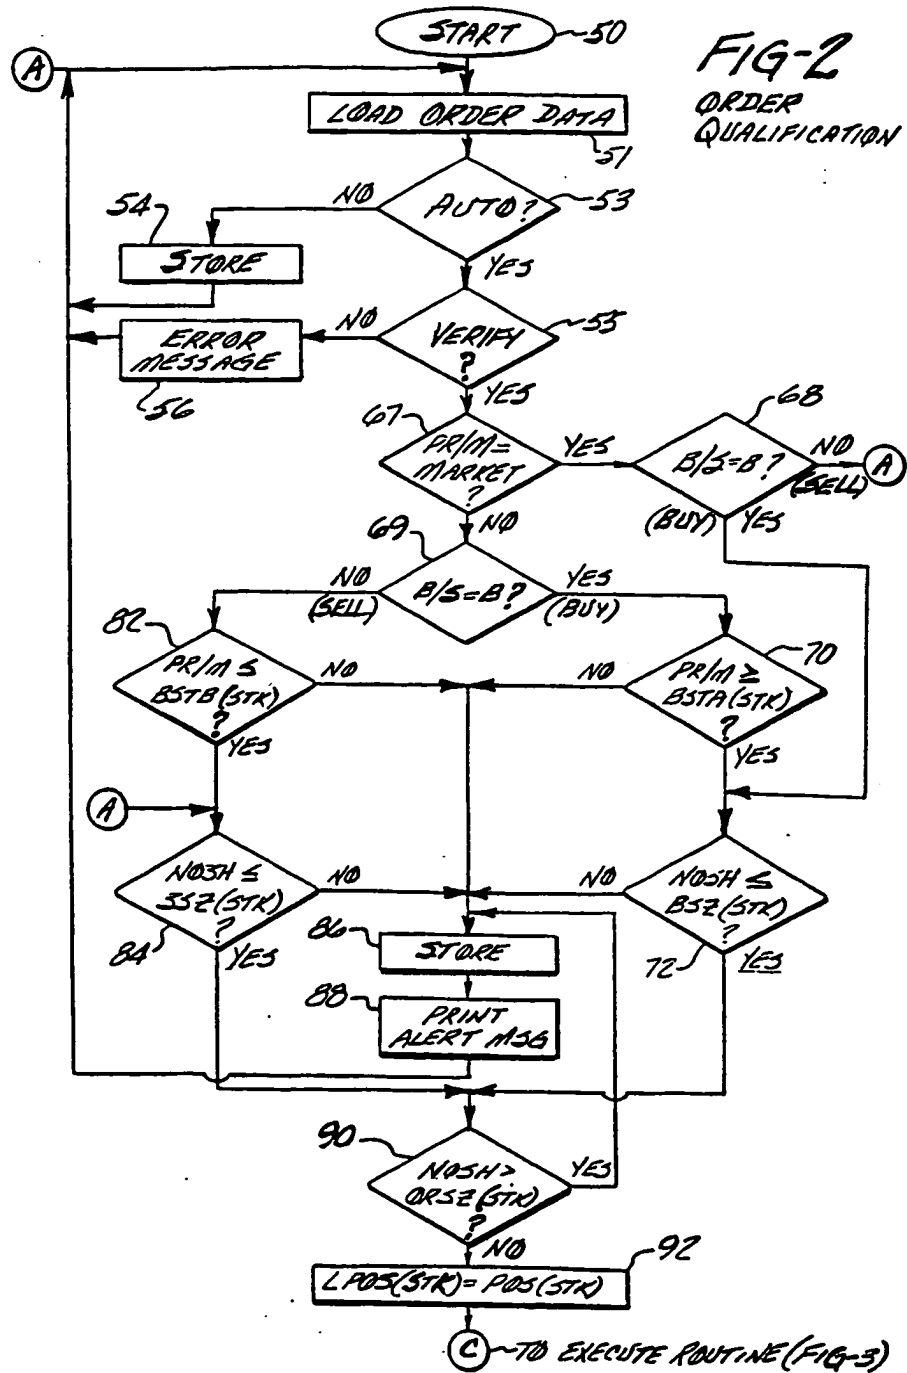 START
50
FIG-2
ORDER
QUALIFICATION
A
LOAD ORDER DATA
51
AUTO?
53
NO
YES
54
STORE
VERIFY
?
55
NO
YES
ERROR
MESSAGE
56
67
PR/M=
MARKET
?
YES
NO
68
B/S=B?
NO
(SELL)
A
(BUY)
YES
69
B/S=B?
NO
(SELL)
YES
(BUY)
82
PR/M ≤
BSTB(STK)
?
NO
YES
70
PR/M ≥
BSTA(STK)
?
NO
YES
A
NOSH ≤
SSZ(STK)
?
84
NO
YES
NOSH ≤
BSZ(STK)
?
72
NO
YES
86
STORE
88
PRINT
ALERT MSG
90
NOSH>
ORSZ(STK)
?
YES
NO
92
LPOS(STK)=POS(STK)
C
TO EXECUTE ROUTINE (FIG-3)